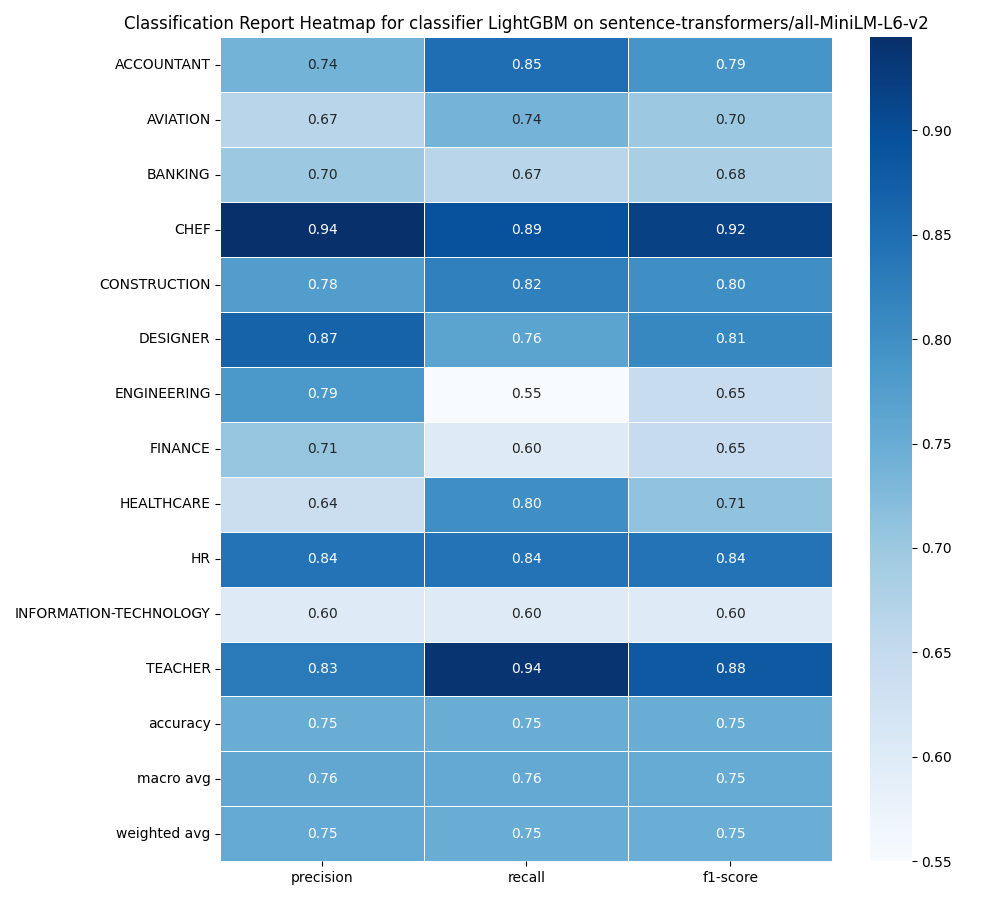 Classification Report Heatmap for classifier LightGBM on sentence-transformers/all-MiniLM-L6-v2
ACCOUNTANT 0.74 0.85 0.79
AVIATION 0.67 0.74 0.70
BANKING 0.70 0.67 0.68
CHEF 0.94 0.89 0.92
CONSTRUCTION 0.78 0.82 0.80
DESIGNER 0.87 0.76 0.81
ENGINEERING 0.79 0.55 0.65
FINANCE 0.71 0.60 0.65
HEALTHCARE 0.64 0.80 0.71
HR 0.84 0.84 0.84
INFORMATION-TECHNOLOGY 0.60 0.60 0.60
TEACHER 0.83 0.94 0.88
accuracy 0.75 0.75 0.75
macro avg 0.76 0.76 0.75
weighted avg 0.75 0.75 0.75
precision recall f1-score
0.90
0.85
0.80
0.75
0.70
0.65
0.60
0.55